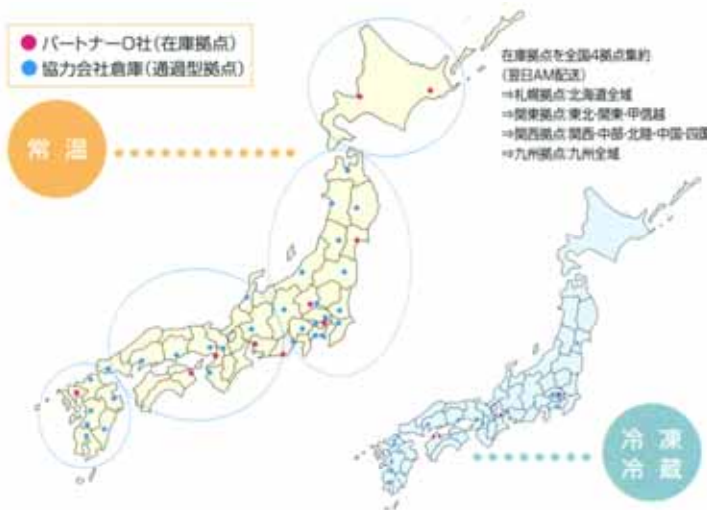 パートナーO社(在庫拠点)
協力会社倉庫(通過型拠点)
常温
在庫拠点を全国4拠点集約
(翌日AM配送)
⇒札幌拠点:北海道全域
⇒関東拠点:東北・関東・甲信越
⇒関西拠点:関西・中部・北陸・中国・四国
⇒九州拠点:九州全域
冷凍
冷蔵